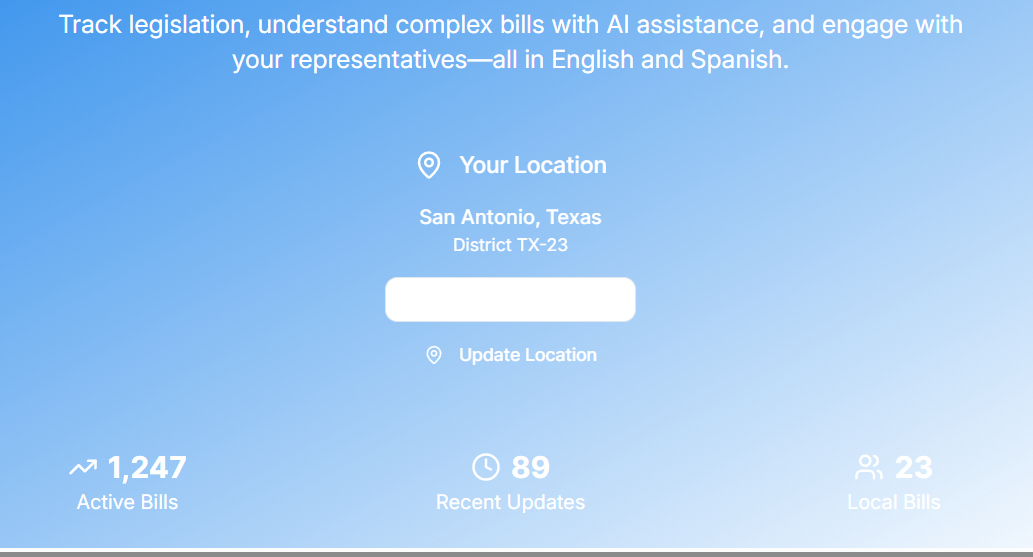 Track legislation, understand complex bills with AI assistance, and engage with
your representatives—all in English and Spanish.
Your Location
San Antonio, Texas
District TX-23
Update Location
1,247
89
23
Active Bills
Recent Updates
Local Bills